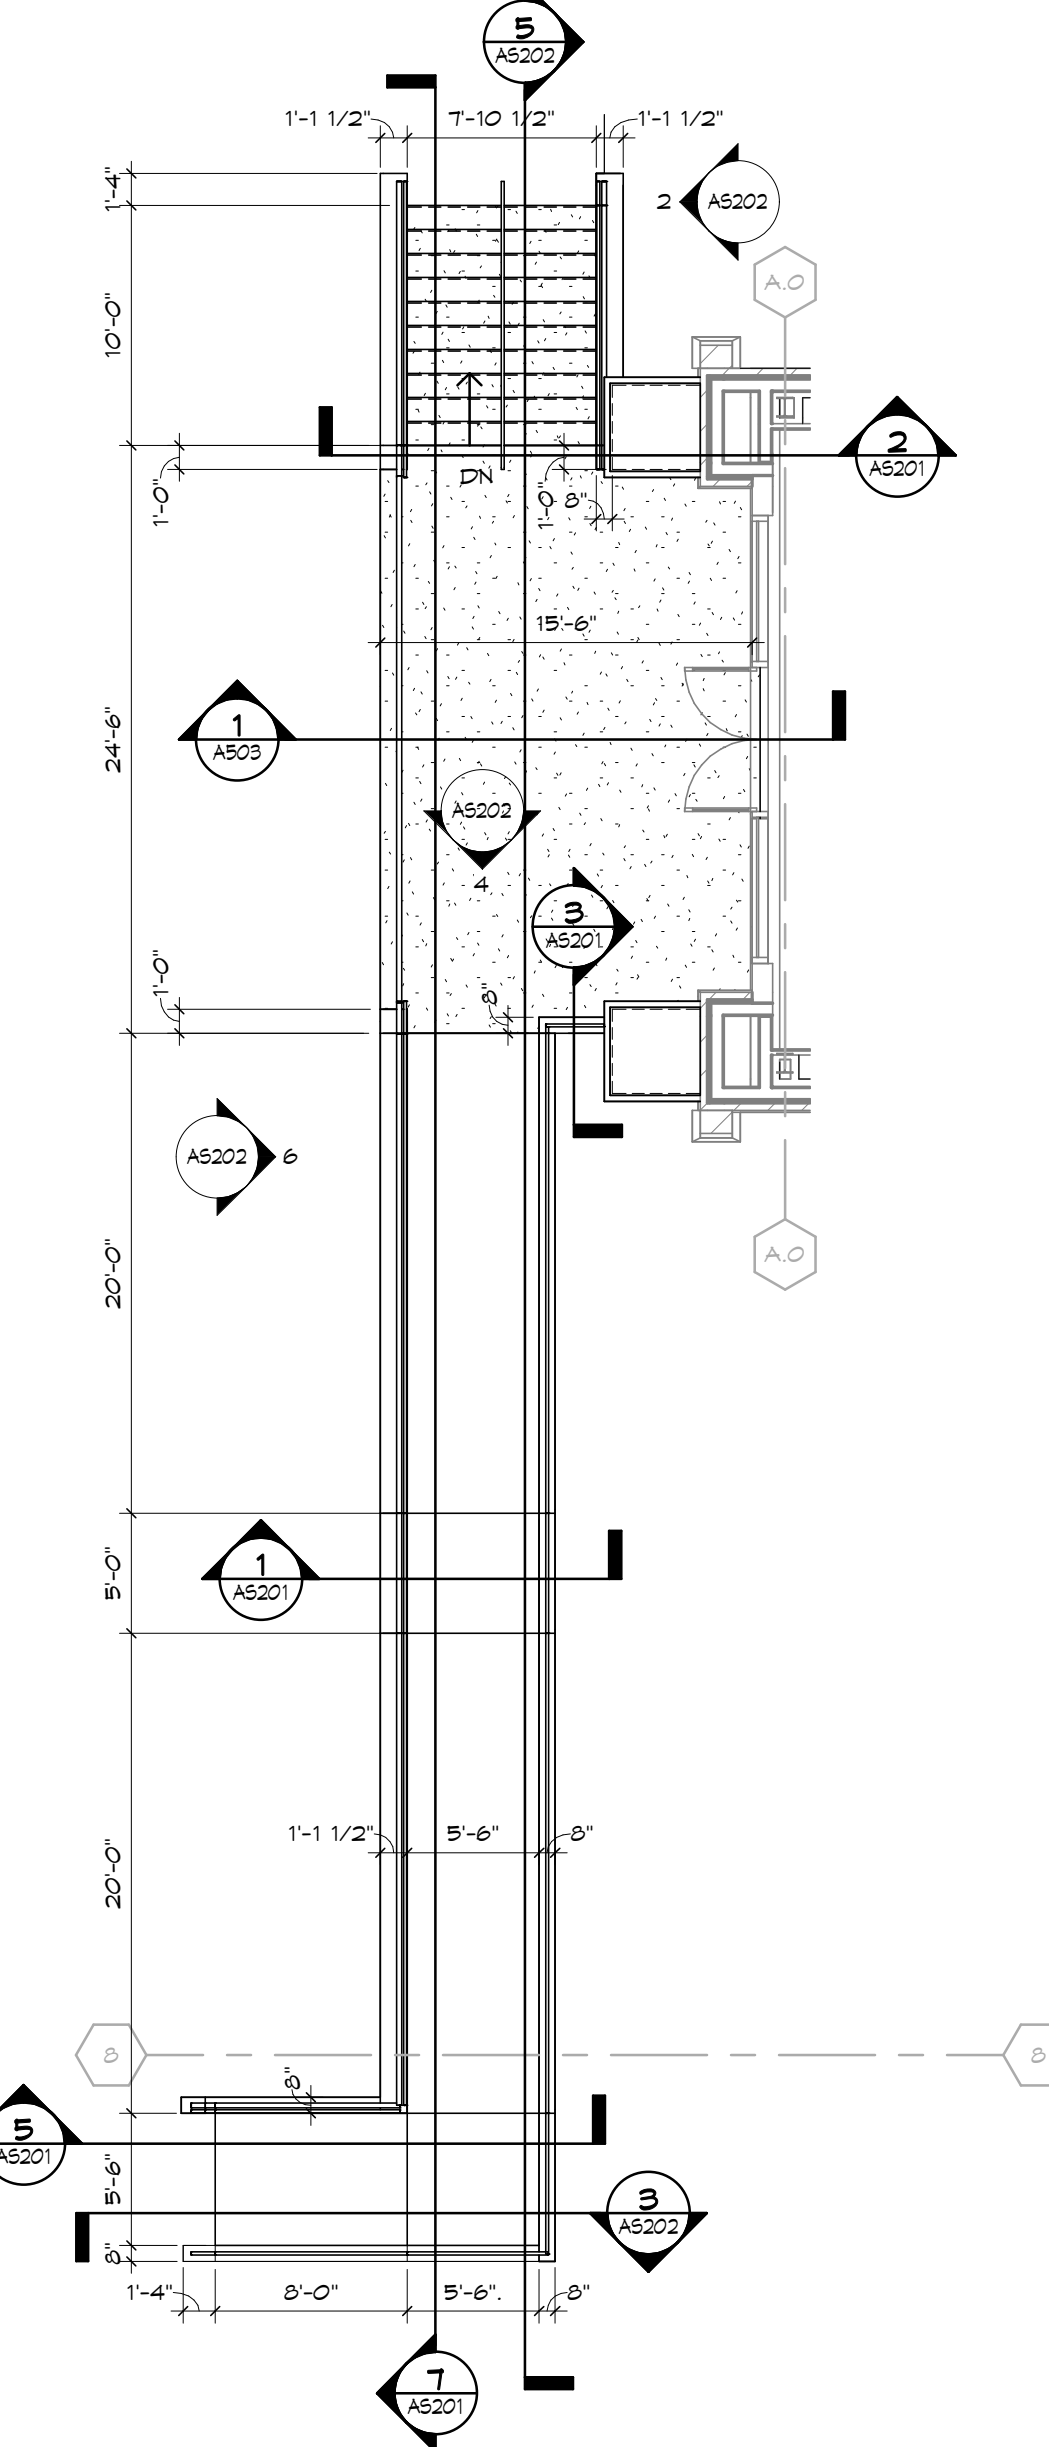 5
AS202
1'-1 1/2"
7'-10 1/2"
1'-1 1/2"
1'-4"
2
AS202
A.0
10'-0"
2
AS201
DN
1'-0"
1'-0"
8"
15'-6"
24'-6"
1
A503
AS202
4
3
AS201
1'-0"
8"
AS202
6
A.0
20'-0"
5'-0"
1
AS201
1'-1 1/2"
5'-6"
8"
20'-0"
8
8
8"
5
AS201
5'-6"
3
AS202
8"
1'-4"
8'-0"
5'-6".
8"
7
AS201